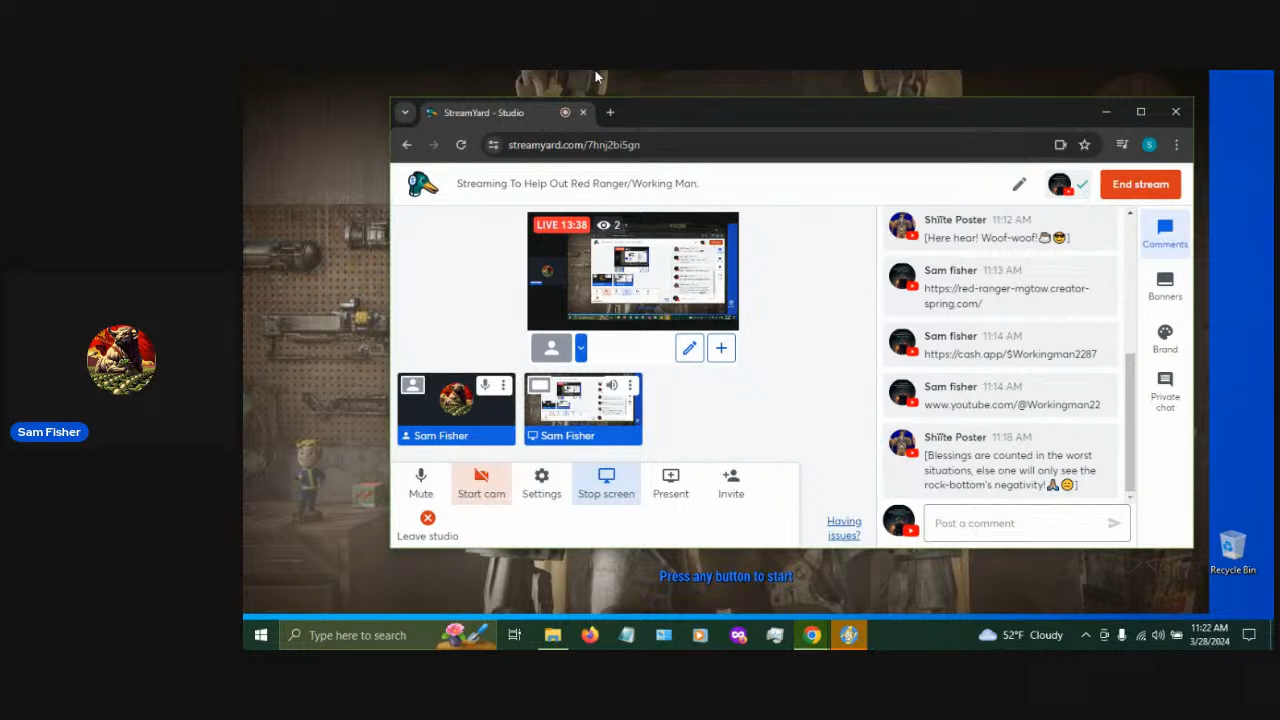 StreamYard - Studio
streamyard.com/7hnj2bi5gn
S
Streaming To Help Out Red Ranger/Working Man.
End stream
LIVE 13:38
2
Sam Fisher
Sam Fisher
Mute
Start cam
Settings
Stop screen
Present
Invite
Leave studio
Having
issues?
Shïite Poster 11:12 AM
[Here hear! Woof-woof!☕😎]
Sam fisher 11:13 AM
https://red-ranger-mgtow.creator-
spring.com/
Sam fisher 11:14 AM
https://cash.app/$Workingman2287
Sam fisher 11:14 AM
www.youtube.com/@Workingman22
Shïite Poster 11:18 AM
[Blessings are counted in the worst
situations, else one will only see the
rock-bottom's negativity!🙏😑]
Post a comment
Comments
Banners
Brand
Private
chat
Sam Fisher
Press any button to start
Recycle Bin
Type here to search
52°F Cloudy
11:22 AM
3/28/2024